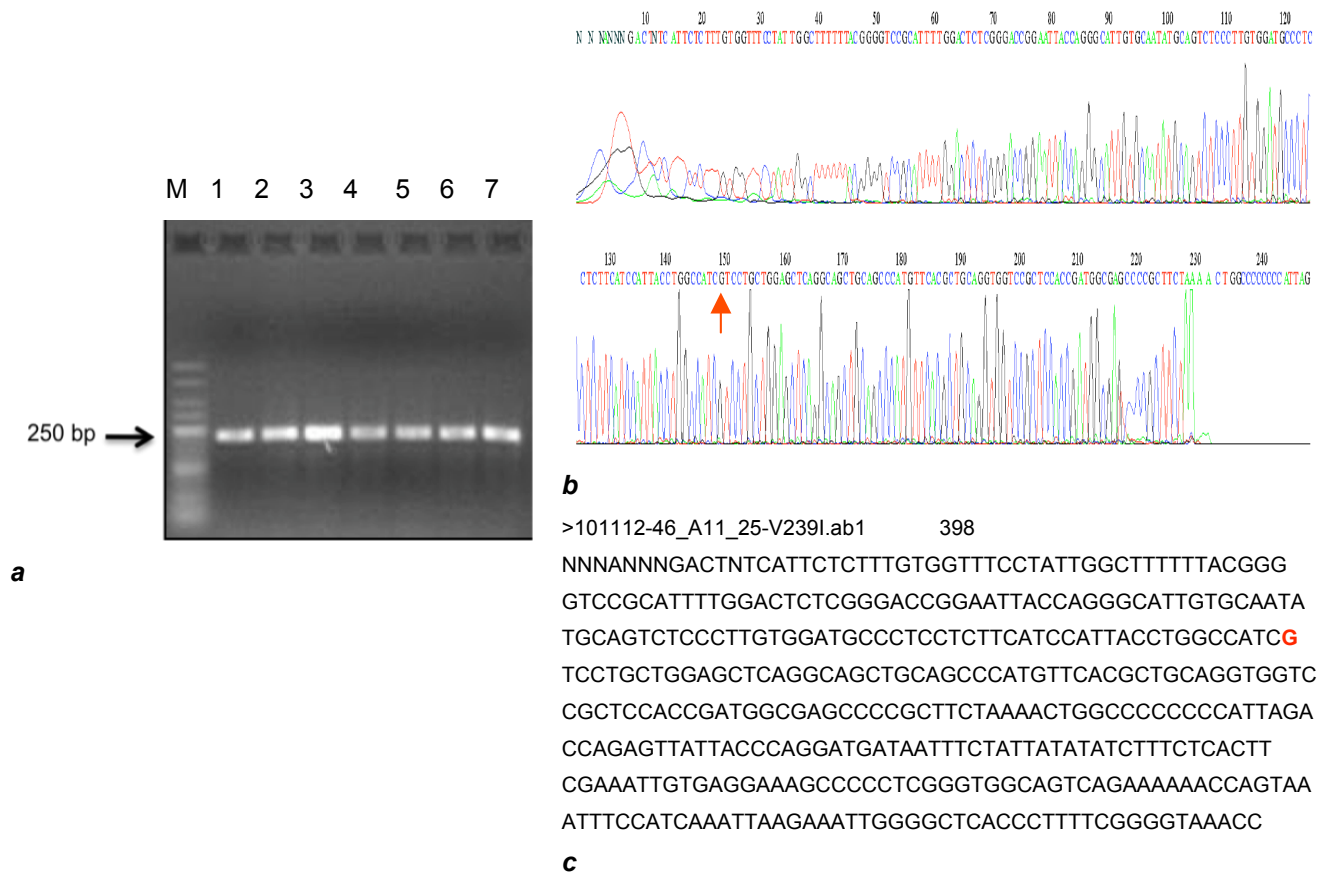 M 1 2 3 4 5 6 7
250 bp
a
10 20 30 40 50 60 70 80 90 100 110 120
N N NANNNGACTNTCATTCTCTTTGTGGTTTCCTATTGGCTTTTTTACGGGGTCCGCATTTTGGACTCTCGGGACCGGAATTACCAGGGCATTGTGCAATATGCAGTCTCCCTTGTGGATGCCCTC
130 140 150 160 170 180 190 200 210 220 230 240
CTCTTCATCCATTACCTGGCCATCGTCCTGCTGGAGCTCAGGCAGCTGCAGCCCATGTTCACGCTGCAGGTGGTCCGCTCCACCGATGGCGAGCCCCGCTTCTAAAACTGGCCCCCCCCATTAG
b
>101112-46_A11_25-V239I.ab1 398
NNNANNNGACTNTCATTCTCTTTGTGGTTTCCTATTGGCTTTTTTACGGG
GTCCGCATTTTGGACTCTCGGGACCGGAATTACCAGGGCATTGTGCAATA
TGCAGTCTCCCTTGTGGATGCCCTCCTCTTCATCCATTACCTGGCCATCG
TCCTGCTGGAGCTCAGGCAGCTGCAGCCCATGTTCACGCTGCAGGTGGTC
CGCTCCACCGATGGCGAGCCCCGCTTCTAAAACTGGCCCCCCCCATTAGA
CCAGAGTTATTACCCAGGATGATAATTTCTATTATATATCTTTCTCACTT
CGAAATTGTGAGGAAAGCCCCCTCGGGTGGCAGTCAGAAAAAACCAGTAA
ATTTCCATCAAATTAAGAAATTGGGGCTCACCCTTTTCGGGGTAAACC
c